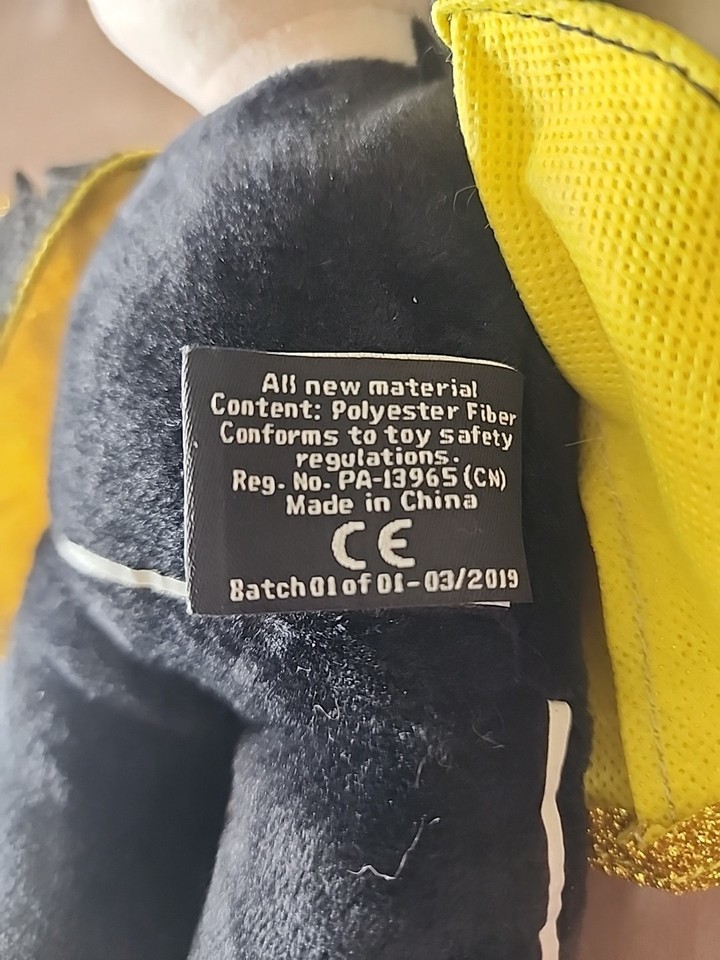 All new material
Content: Polyester Fiber
Conforms to toy safety
regulations.
Reg. No. PA-13965 (CN)
Made in China
CE
Batch 01 of 01-03/2019